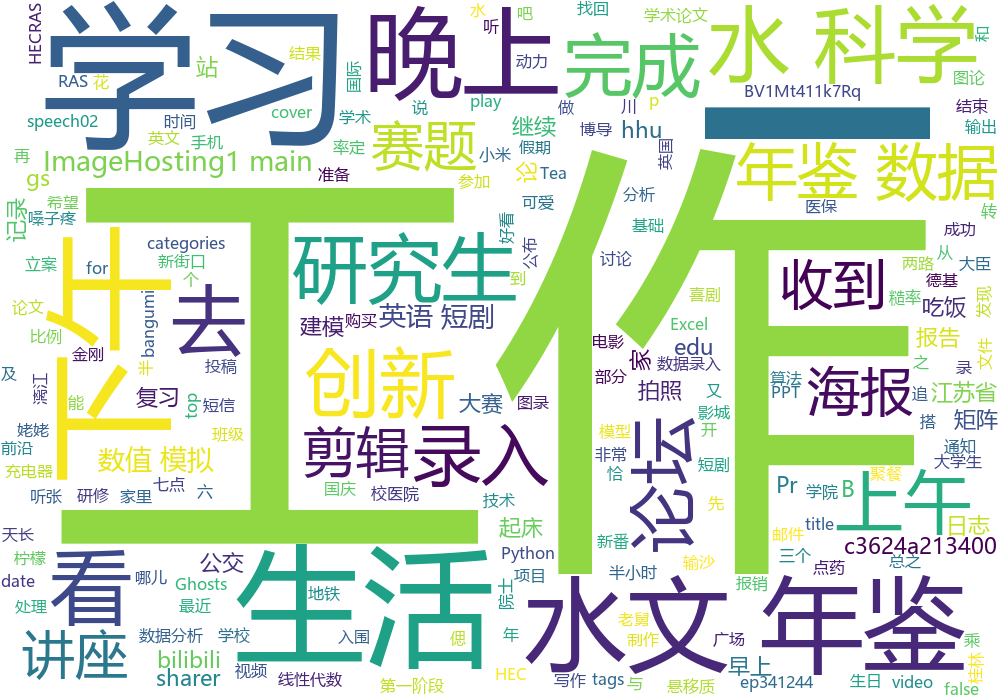 HECRAS
学习
晚上
水
听
吧
找回
学术论文
和
完成
水 科学
RAS
花
结果
站
国际
动力
cover
学术
说
play
做
川
p
图论
BV1Mt411k7Rq
speech02
时间
英文
手机
赛题
继续
hhu
博导
英国
结束
输出
再
ImageHosting1 main
率定
小米
假期
论
Tea
年鉴 数据
gs
准备
参加
可爱
分析
医保
转
记录
希望
嗓子疼
工作
一
下午
categories
新街口
去
研究生
好看
公布
到
基础
讨论
收到
两路
从
成功
大臣
立案
for
个
论文
bangumi
建模
购买
英语 短剧
喜剧
糙率
德基
吃饭
发现
比例
金刚
半
投稿
创新
电影
Excel
家
数据录入
edu
报告
之
文件
及
漓江
能
复习
top
短信
大赛
部分
拍照
又
算法
PPT
追
录
海报
江苏省
姥姥
前沿
数值 模拟
班级
剪辑
录入
图录
论坛
模型
影城
开
非常
短剧
搭
矩阵
通知
充电器
七点
国庆
校医院
技术
大学生
听张
研修
家里
六
起床
先
Pr
学院
B
上午
聚餐
title
日志
天长
看
公交
生活
Python
新番
输沙
邮件
c3624a213400
柠檬
date
哪儿
Ghosts
地铁
项目
院士
半小时
三个
点药
总之
处理
最近
报销
讲座
数据分析
学校
入围
偲
年
水文 年鉴
老舅
制作
广场
乘
bilibili
视频
线性代数
HEC
早上
桂林
sharer
第一阶段
写作
tags
与
悬移质
ep341244
生日
video
false